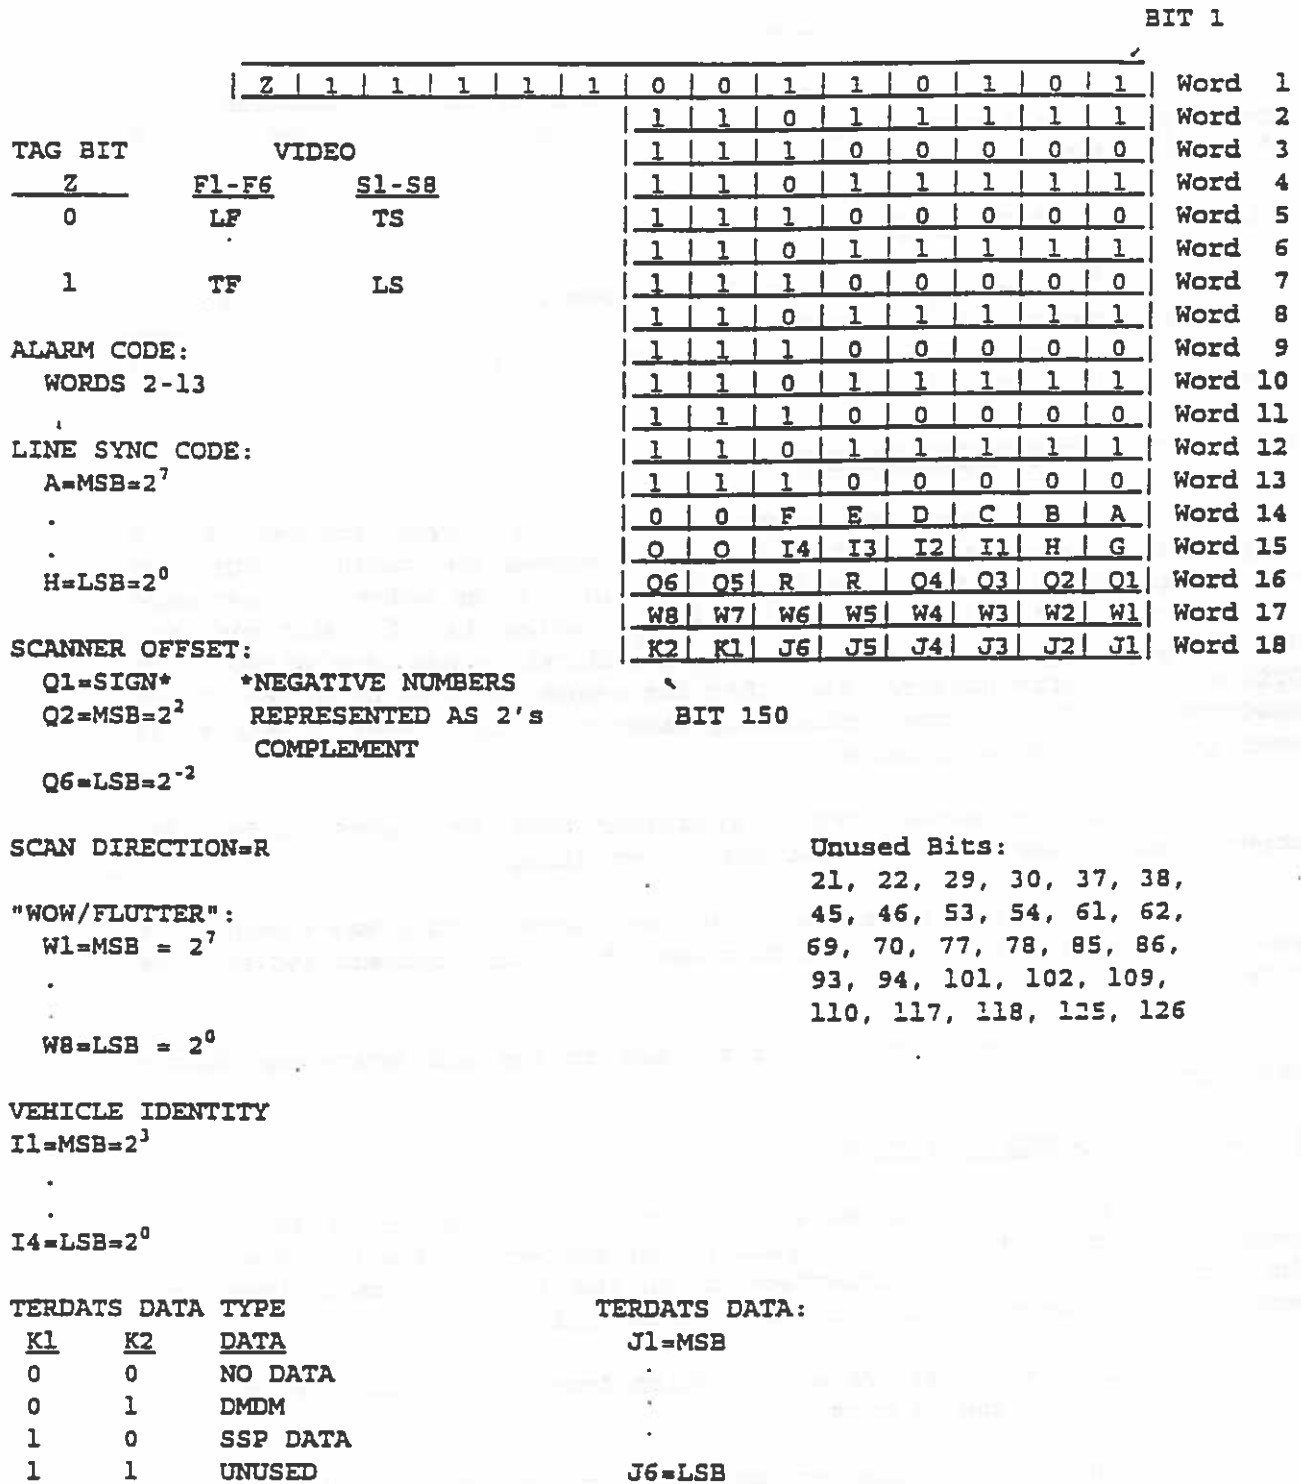 BIT 1
| Z | 1 | 1 | 1 | 1 | 1 | 0 | 0 | 1 | 1 | 0 | 1 | 0 | 1 | Word 1
| 1 | 1 | 0 | 1 | 1 | 1 | 1 | 1 | Word 2
TAG BIT VIDEO | 1 | 1 | 1 | 0 | 0 | 0 | 0 | 0 | Word 3
Z F1-F6 S1-S8 | 1 | 1 | 0 | 1 | 1 | 1 | 1 | 1 | Word 4
0 LF TS | 1 | 1 | 1 | 0 | 0 | 0 | 0 | 0 | Word 5
| 1 | 1 | 0 | 1 | 1 | 1 | 1 | 1 | Word 6
1 TF LS | 1 | 1 | 1 | 0 | 0 | 0 | 0 | 0 | Word 7
| 1 | 1 | 0 | 1 | 1 | 1 | 1 | 1 | Word 8
ALARM CODE: | 1 | 1 | 1 | 0 | 0 | 0 | 0 | 0 | Word 9
WORDS 2-13 | 1 | 1 | 0 | 1 | 1 | 1 | 1 | 1 | Word 10
| 1 | 1 | 1 | 0 | 0 | 0 | 0 | 0 | Word 11
LINE SYNC CODE: | 1 | 1 | 0 | 1 | 1 | 1 | 1 | 1 | Word 12
A=MSB=2⁷ | 1 | 1 | 1 | 0 | 0 | 0 | 0 | 0 | Word 13
. | 0 | 0 | F | E | D | C | B | A | Word 14
. | O | O | I4 | I3 | I2 | I1 | H | G | Word 15
H=LSB=2⁰ | Q6 | Q5 | R | R | Q4 | Q3 | Q2 | Q1 | Word 16
| W8 | W7 | W6 | W5 | W4 | W3 | W2 | W1 | Word 17
SCANNER OFFSET: | K2 | K1 | J6 | J5 | J4 | J3 | J2 | J1 | Word 18
Q1=SIGN* *NEGATIVE NUMBERS
Q2=MSB=2² REPRESENTED AS 2's BIT 150
COMPLEMENT
Q6=LSB=2⁻²
SCAN DIRECTION=R Unused Bits:
21, 22, 29, 30, 37, 38,
"WOW/FLUTTER": 45, 46, 53, 54, 61, 62,
W1=MSB = 2⁷ 69, 70, 77, 78, 85, 86,
. 93, 94, 101, 102, 109,
. 110, 117, 118, 125, 126
W8=LSB = 2⁰
VEHICLE IDENTITY
I1=MSB=2³
.
.
I4=LSB=2⁰
TERDATS DATA TYPE TERDATS DATA:
K1 K2 DATA J1=MSB
0 0 NO DATA .
0 1 DMDM .
1 0 SSP DATA .
1 1 UNUSED J6=LSB